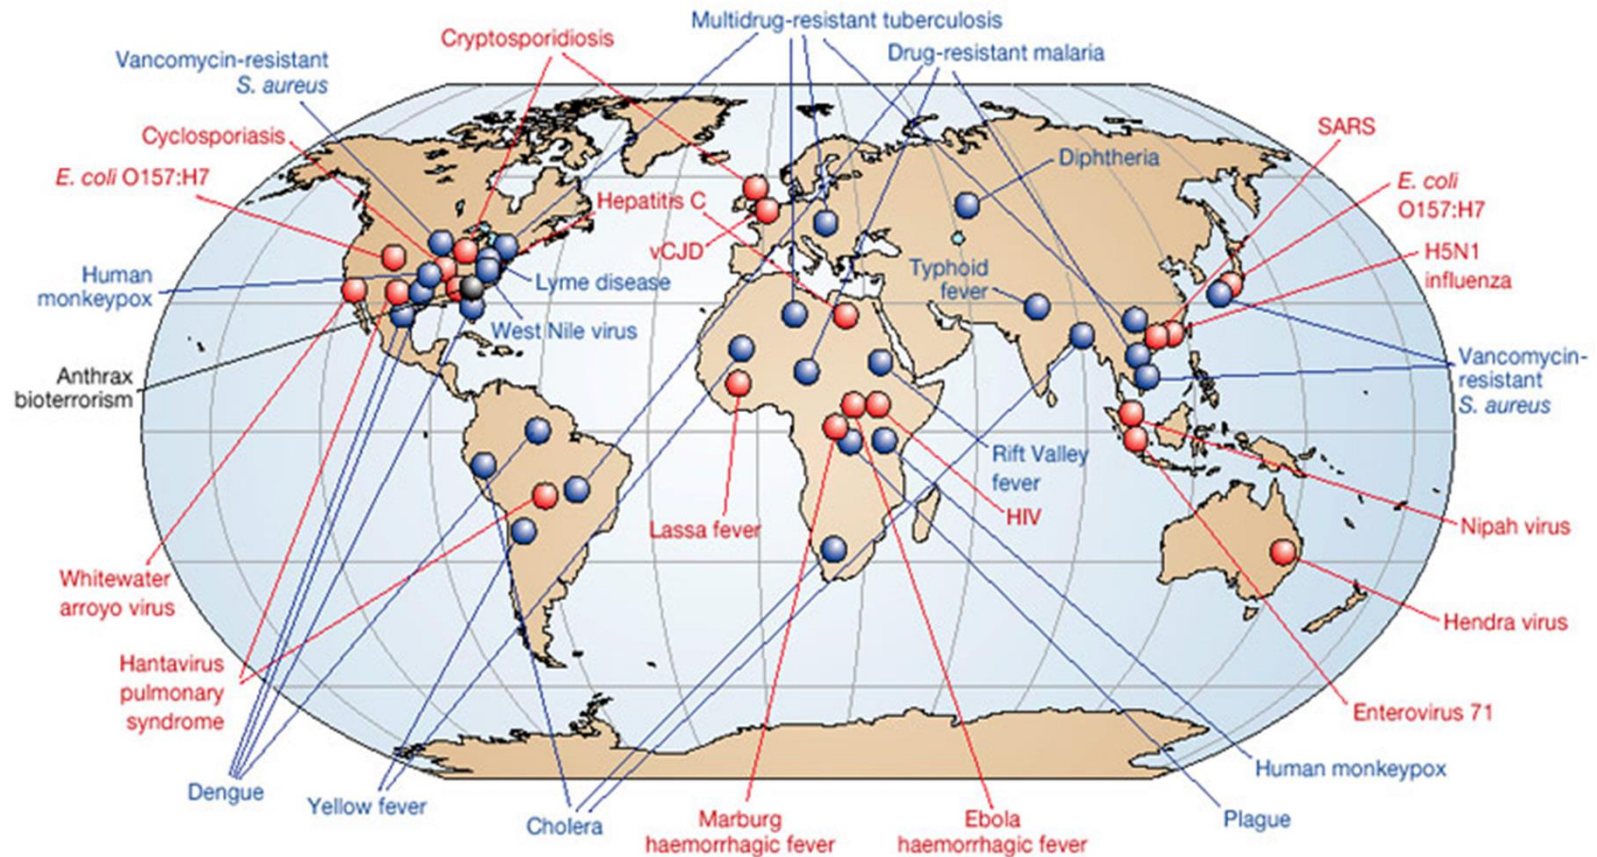 Multidrug-resistant tuberculosis
Cryptosporidiosis
Drug-resistant malaria
Vancomycin-resistant
S. aureus
Cyclosporiasis
SARS
E. coli O157:H7
Diphtheria
E. coli
O157:H7
Hepatitis C
vCJD
H5N1
influenza
Human
monkeypox
Lyme disease
Typhoid
fever
West Nile virus
Anthrax
bioterrorism
Vancomycin-
resistant
S. aureus
Rift Valley
fever
HIV
Lassa fever
Nipah virus
Whitewater
arroyo virus
Hendra virus
Hantavirus
pulmonary
syndrome
Enterovirus 71
Human monkeypox
Dengue
Yellow fever
Cholera
Marburg
haemorrhagic fever
Ebola
haemorrhagic fever
Plague